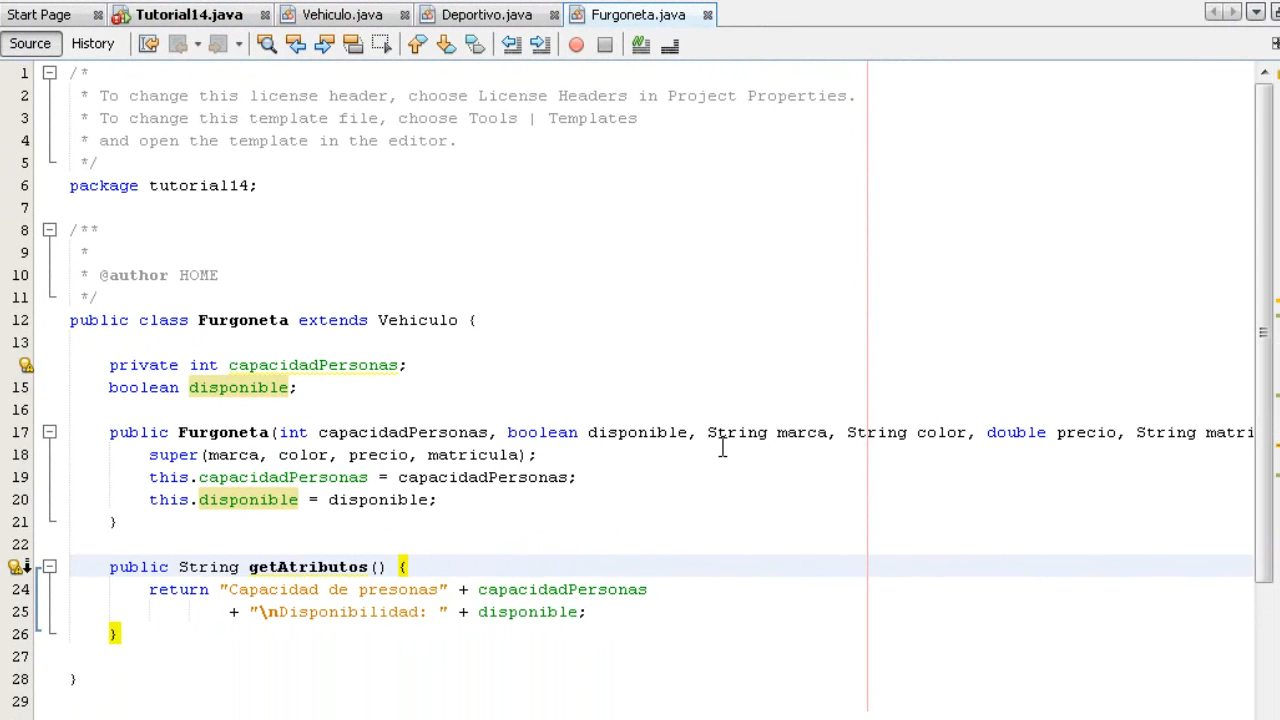 Start Page Tutorial14.java Vehiculo.java Deportivo.java Furgoneta.java
Source History
1 /*
2 * To change this license header, choose License Headers in Project Properties.
3 * To change this template file, choose Tools | Templates
4 * and open the template in the editor.
5 */
6 package tutorial14;
7
8 /**
9 *
10 * @author HOME
11 */
12 public class Furgoneta extends Vehiculo {
13
private int capacidadPersonas;
15 boolean disponible;
16
17 public Furgoneta(int capacidadPersonas, boolean disponible, String marca, String color, double precio, String matri
18 super(marca, color, precio, matricula);
19 this.capacidadPersonas = capacidadPersonas;
20 this.disponible = disponible;
21 }
22
public String getAtributos() {
24 return "Capacidad de presonas" + capacidadPersonas
25 + "\nDisponibilidad: " + disponible;
26 }
27
28 }
29